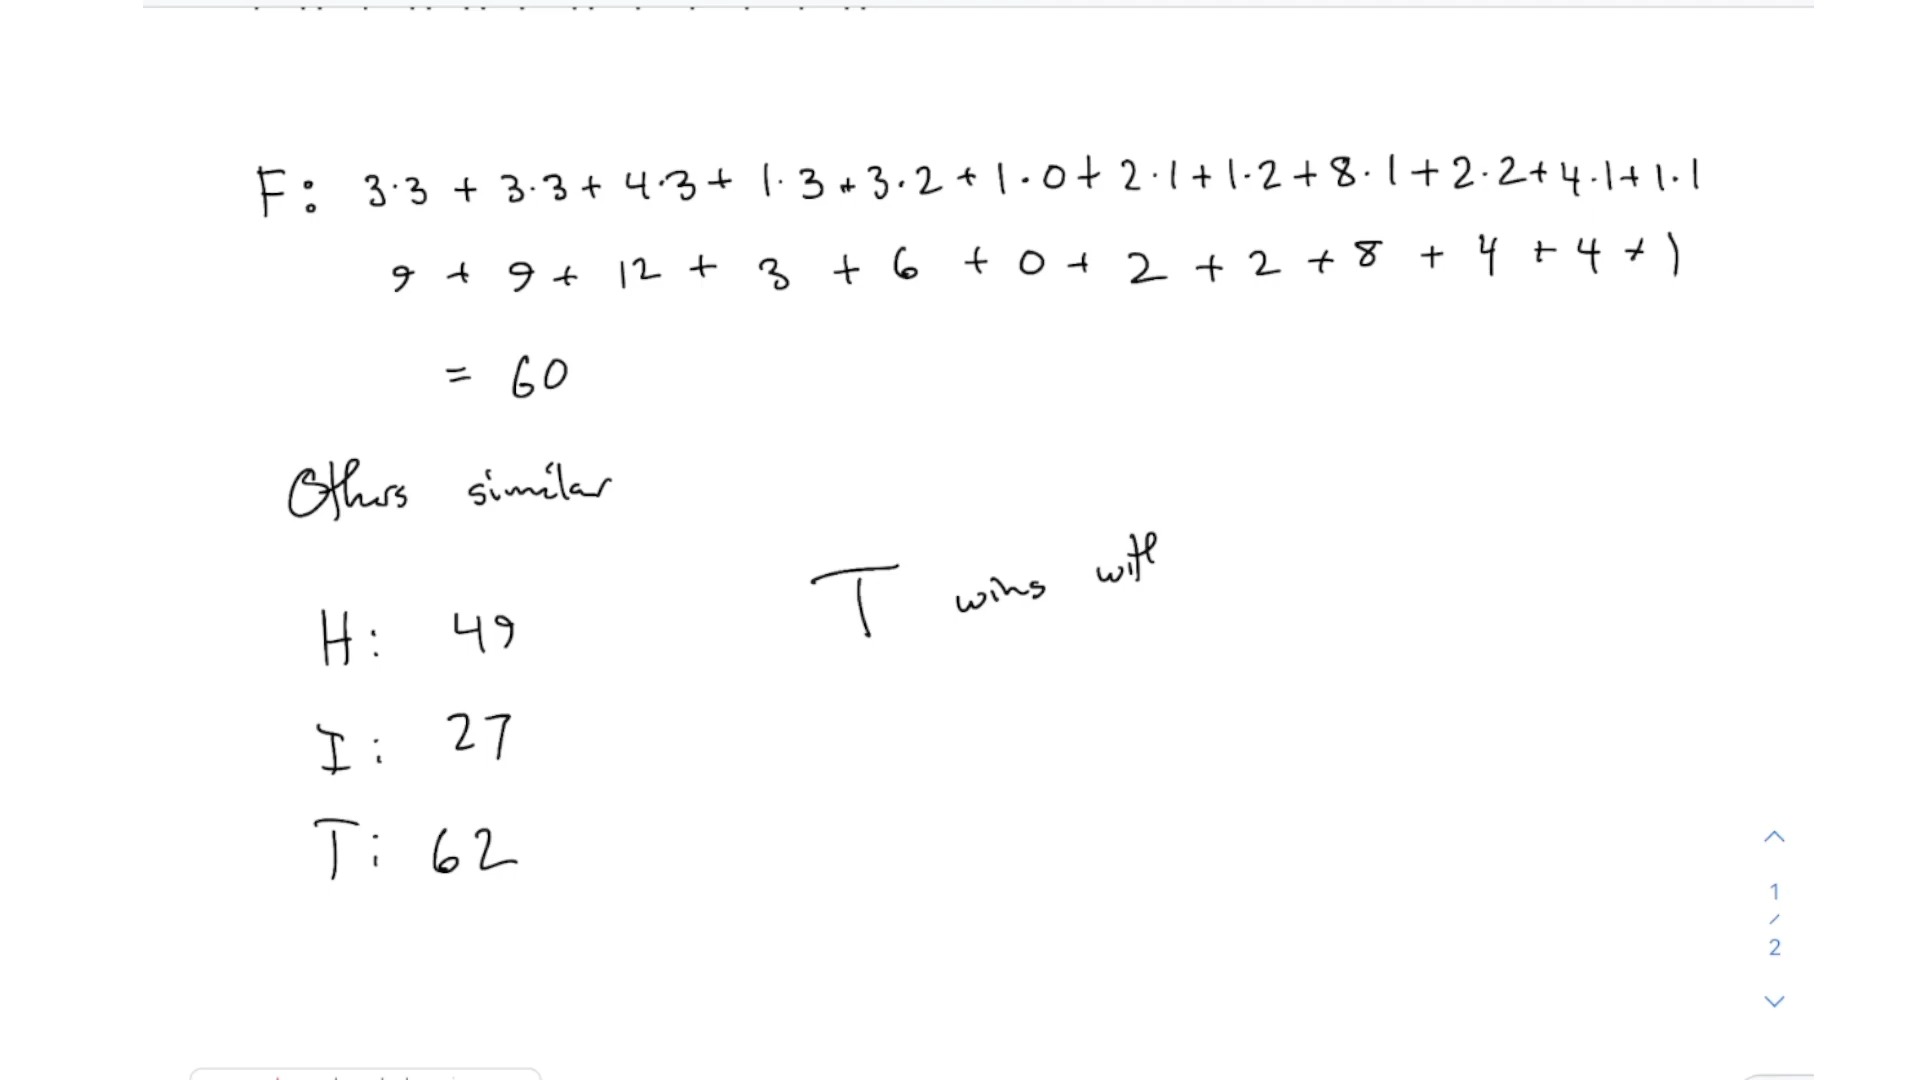 F: 3·3 + 3·3 + 4·3 + 1·3 + 3·2 + 1·0 + 2·1 + 1·2 + 8·1 + 2·2 + 4·1 + 1·1
9 + 9 + 12 + 3 + 6 + 0 + 2 + 2 + 8 + 4 + 4 + 1
= 60
Others similar
T wins with
H: 49
I: 27
T: 62
1
/
2